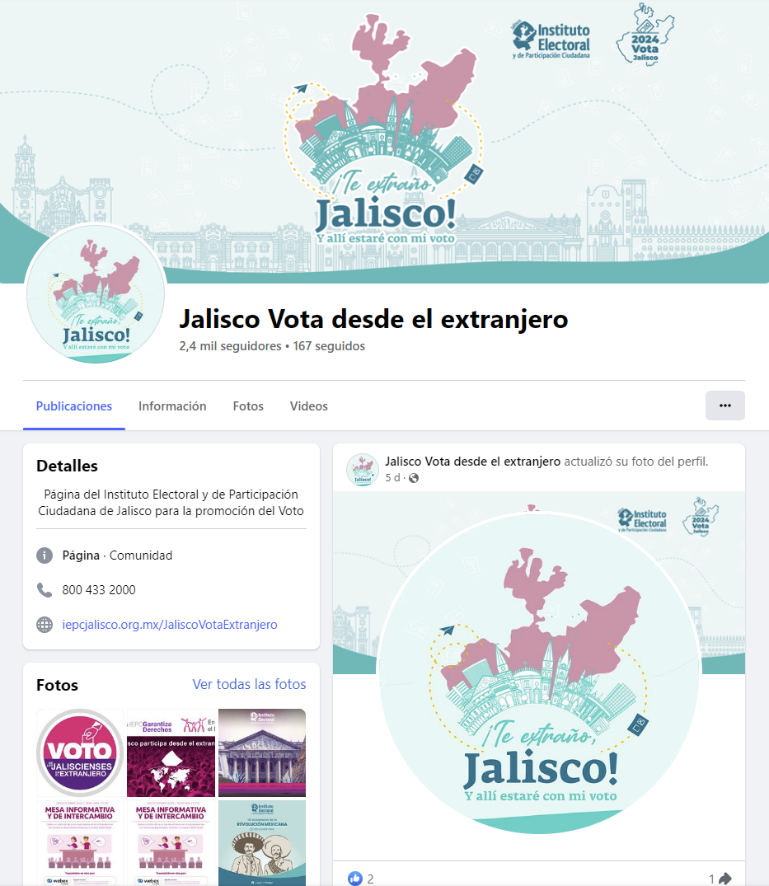 Instituto
Electoral
y de Participación Ciudadana
2024
Vota
Jalisco
¡Te extraño,
Jalisco!
Y allí estaré con mi voto
¡Te extraño,
Jalisco!
Y allí estaré con mi voto
Jalisco Vota desde el extranjero
2,4 mil seguidores • 167 seguidos
Publicaciones
Información
Fotos
Videos
Detalles
Página del Instituto Electoral y de Participación
Ciudadana de Jalisco para la promoción del Voto
Página · Comunidad
800 433 2000
iepcjalisco.org.mx/JaliscoVotaExtranjero
Fotos
Ver todas las fotos
VOTO
JALISCIENSES
EXTRANJERO
Garantiza
Derechos
sco participa desde el extran
Instituto
Electoral
MESA INFORMATIVA
Y DE INTERCAMBIO
webex
MESA INFORMATIVA
Y DE INTERCAMBIO
webex
REVOLUCIÓN MEXICANA
Jalisco Vota desde el extranjero actualizó su foto del perfil.
5 d ·
Instituto
Electoral
y de Participación Ciudadana
2024
Vota
Jalisco
¡Te extraño,
Jalisco!
Y allí estaré con mi voto
2
1